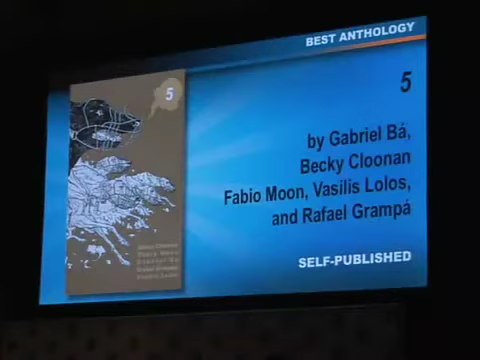 BEST ANTHOLOGY
5
5
by Gabriel Bá,
Becky Cloonan
Fabio Moon, Vasilis Lolos,
and Rafael Grampá
SELF-PUBLISHED